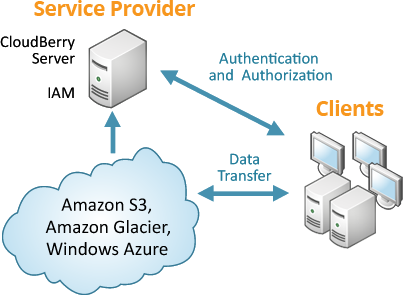 Service Provider
CloudBerry
Server
IAM
Authentication
and Authorization
Clients
Data
Transfer
Amazon S3,
Amazon Glacier,
Windows Azure